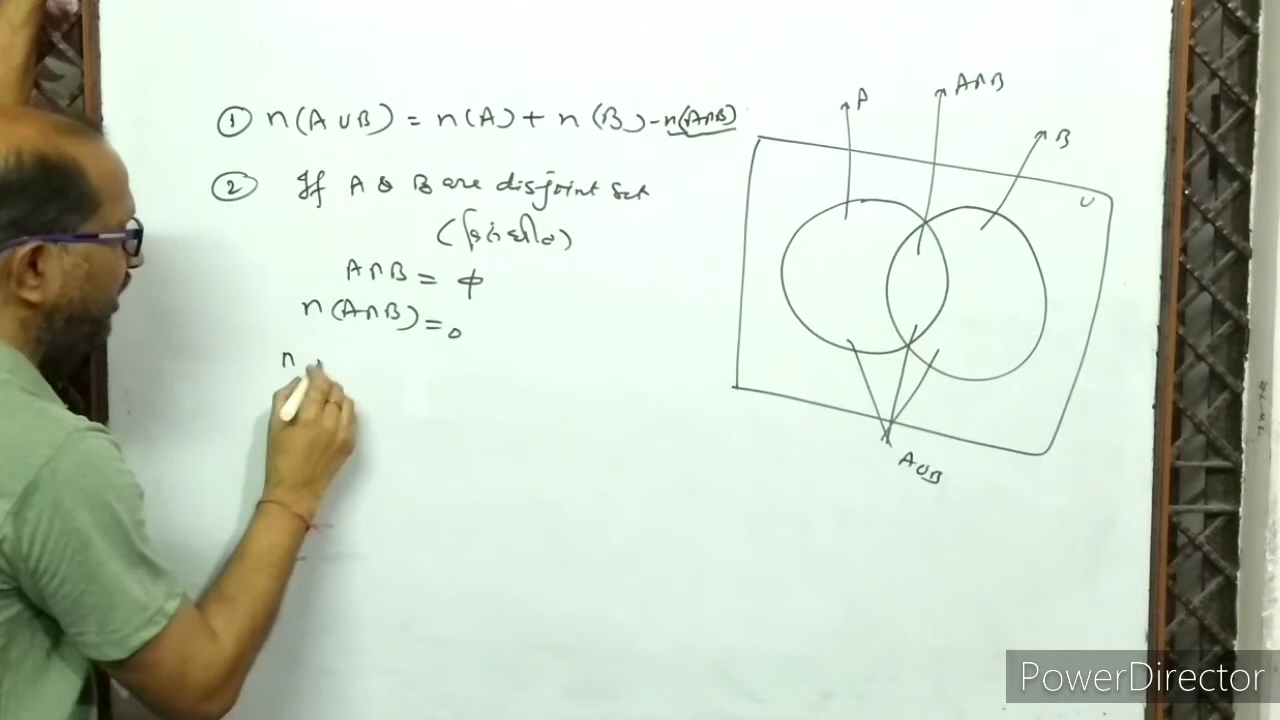 ① n(A∪B) = n(A) + n(B) - n(A∩B)
② If A & B are disjoint set
A∩B = ϕ
n(A∩B) = 0
n
A
A∩B
B
U
A∪B
PowerDirector